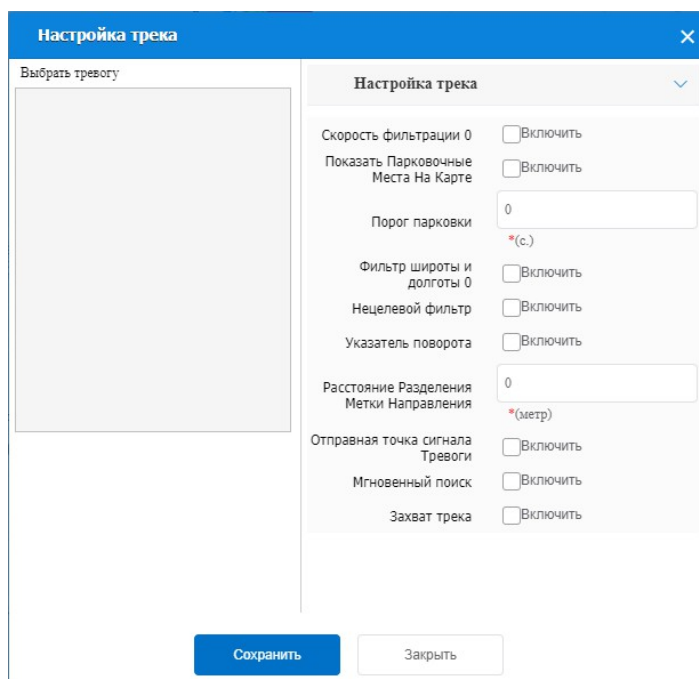 Настройка трека
Выбрать тревогу
Настройка трека
Скорость фильтрации 0
Включить
Показать Парковочные
Места На Карте
Включить
Порог парковки
0
*(с.)
Фильтр широты и
долготы 0
Включить
Нецелевой фильтр
Включить
Указатель поворота
Включить
Расстояние Разделения
Метки Направления
0
*(метр)
Отправная точка сигнала
Тревоги
Включить
Мгновенный поиск
Включить
Захват трека
Включить
Сохранить
Закрыть